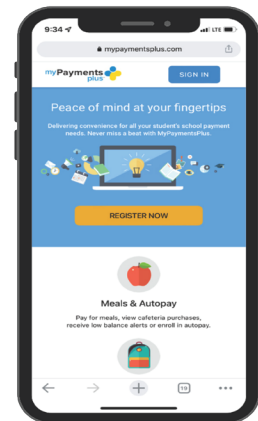 9:34
LTE
mypaymentsplus.com
myPayments
plus
SIGN IN
Peace of mind at your fingertips
Delivering convenience for all your student's school payment
needs. Never miss a beat with MyPaymentsPlus.
REGISTER NOW
Meals & Autopay
Pay for meals, view cafeteria purchases,
receive low balance alerts or enroll in autopay.
19